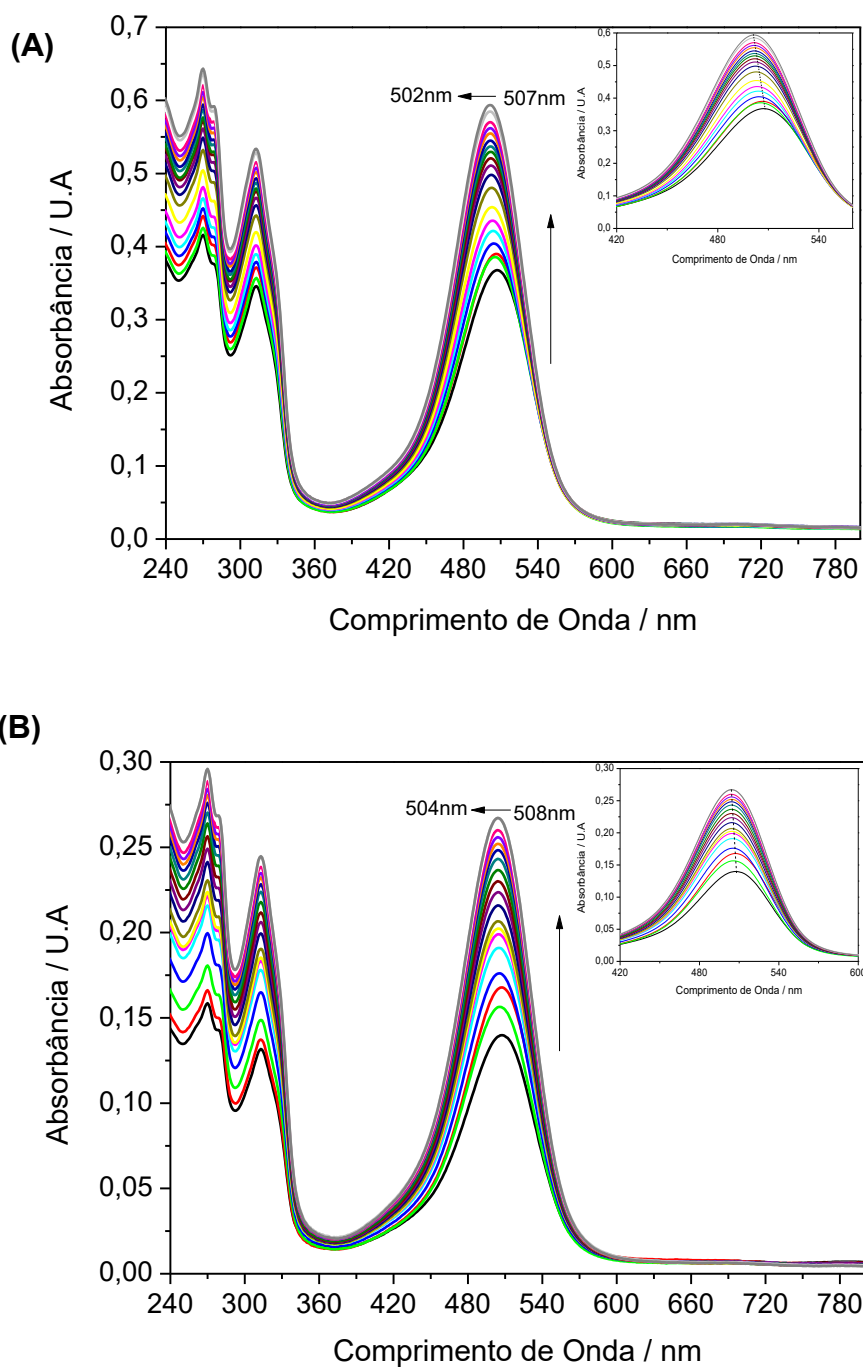 (A)
0,7
0,6
0,5
0,4
0,3
0,2
0,1
0,0
Absorbância / U.A
240 300 360 420 480 540 600 660 720 780
Comprimento de Onda / nm
502nm 507nm
0,6
0,5
0,4
0,3
0,2
0,1
0,0
Absorbância / U.A
420 480 540
Comprimento de Onda / nm
(B)
0,30
0,25
0,20
0,15
0,10
0,05
0,00
Absorbância / U.A
240 300 360 420 480 540 600 660 720 780
Comprimento de Onda / nm
504nm 508nm
0,30
0,25
0,20
0,15
0,10
0,05
0,00
Absorbância / U.A
420 480 540 600
Comprimento de Onda / nm